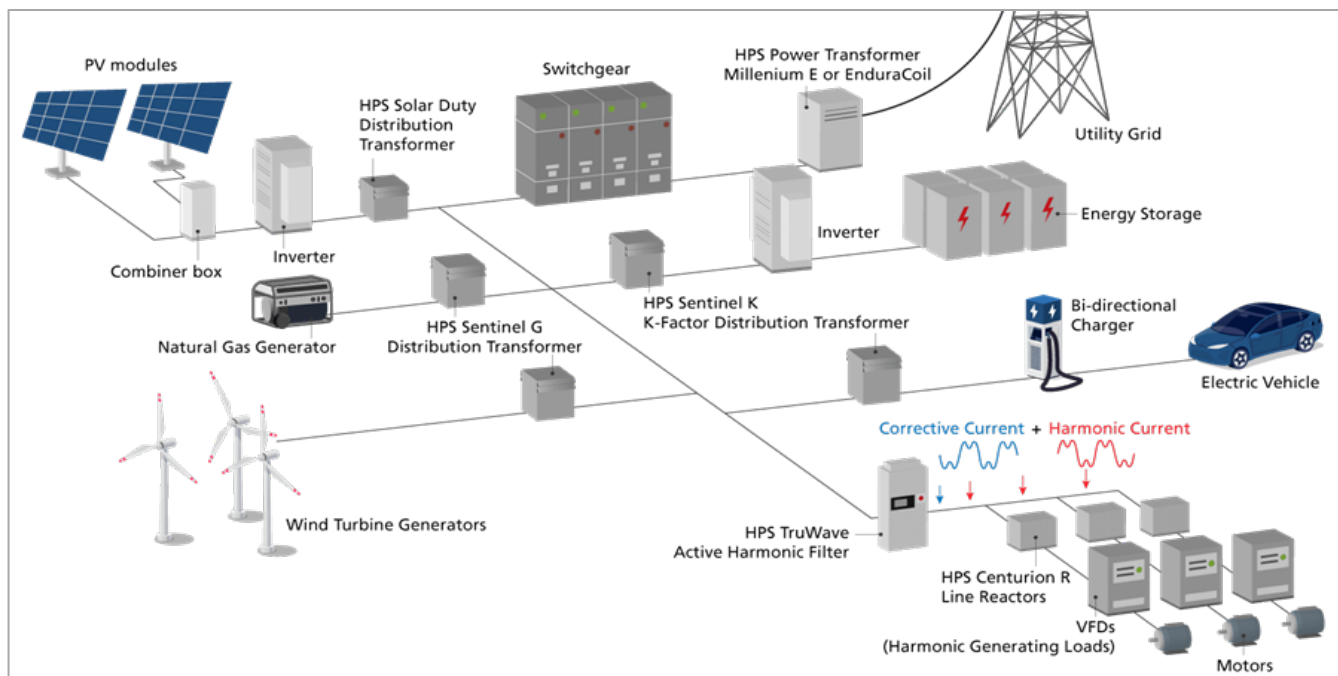 PV modules
HPS Solar Duty
Distribution
Transformer
Switchgear
HPS Power Transformer
Millenium E or EnduraCoil
Utility Grid
Combiner box
Inverter
Inverter
Energy Storage
Natural Gas Generator
HPS Sentinel G
Distribution Transformer
HPS Sentinel K
K-Factor Distribution Transformer
Bi-directional
Charger
Electric Vehicle
Corrective Current + Harmonic Current
Wind Turbine Generators
HPS TruWave
Active Harmonic Filter
HPS Centurion R
Line Reactors
VFDs
(Harmonic Generating Loads)
Motors